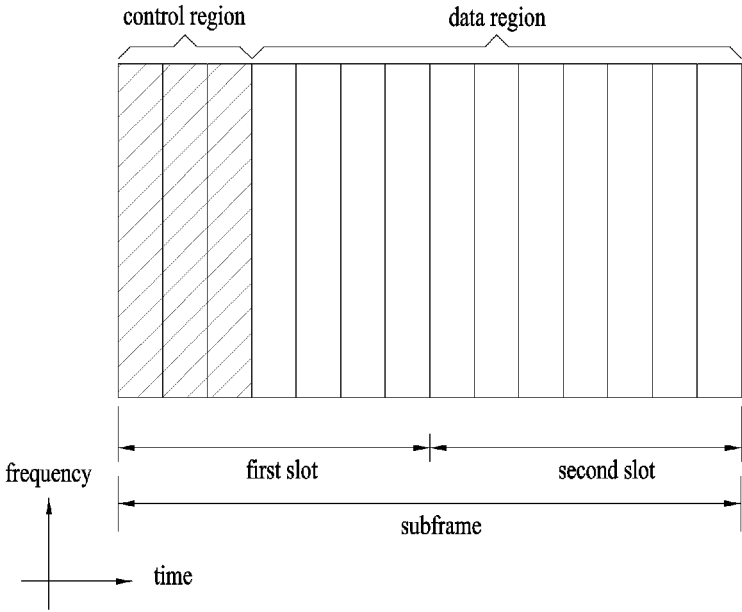 control region
data region
first slot
second slot
frequency
subframe
time